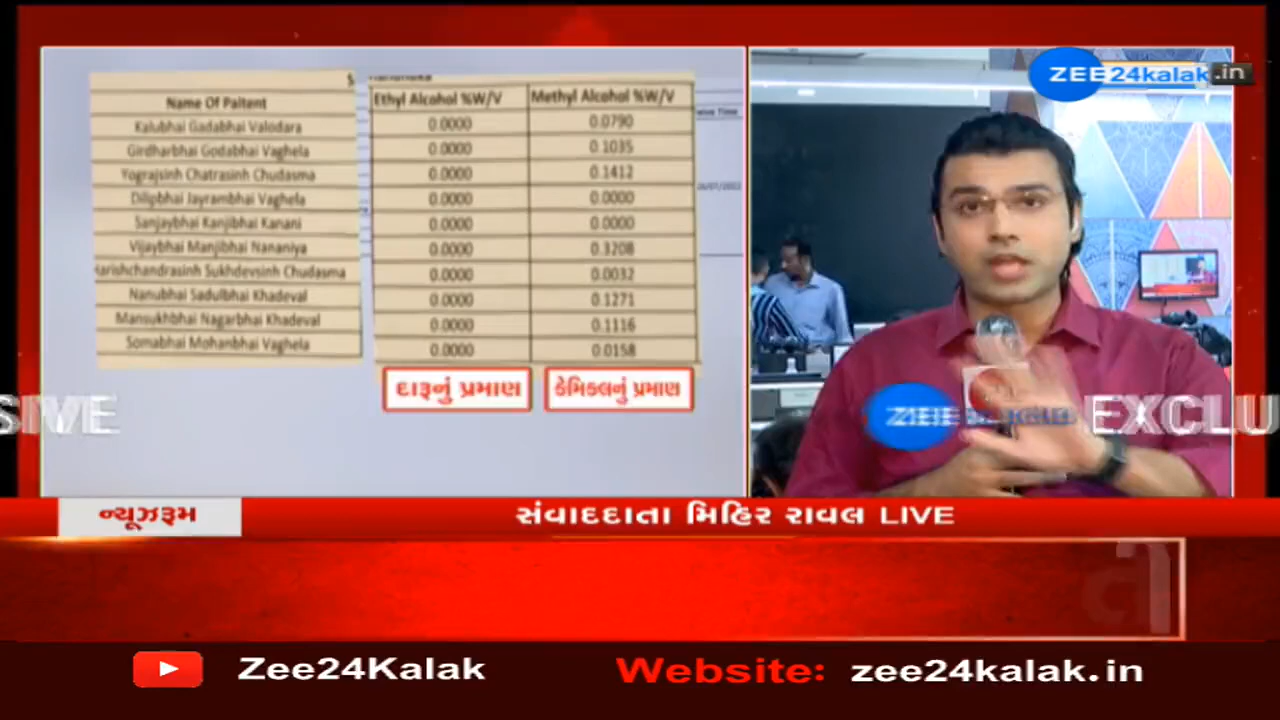 ZEE24kalak.in
Name Of Paitent Ethyl Alcohol %W/V Methyl Alcohol %W/V
Kalubhai Gadabhai Valodara 0.0000 0.0790
Girdharbhai Godabhai Vaghela 0.0000 0.1035
Yograjsinh Chatrasinh Chudasma 0.0000 0.1412
Dilipbhai Jayrambhai Vaghela 0.0000 0.0000
Sanjaybhai Kanjibhai Kanani 0.0000 0.0000
Vijaybhai Manjibhai Nananiya 0.0000 0.3208
arishchandrasinh Sukhdevsinh Chudasma 0.0000 0.0032
Nanubhai Sadulbhai Khadeval 0.0000 0.1271
Mansukhbhai Nagarbhai Khadeval 0.0000 0.1116
Somabhai Mohanbhai Vaghela 0.0000 0.0158
દારૂનું પ્રમાણ કેમિકલનું પ્રમાણ
SIVE EXCLU
ન્યૂઝરૂમ સંવાદદાતા મિહિર રાવલ LIVE
Zee24Kalak Website: zee24kalak.in